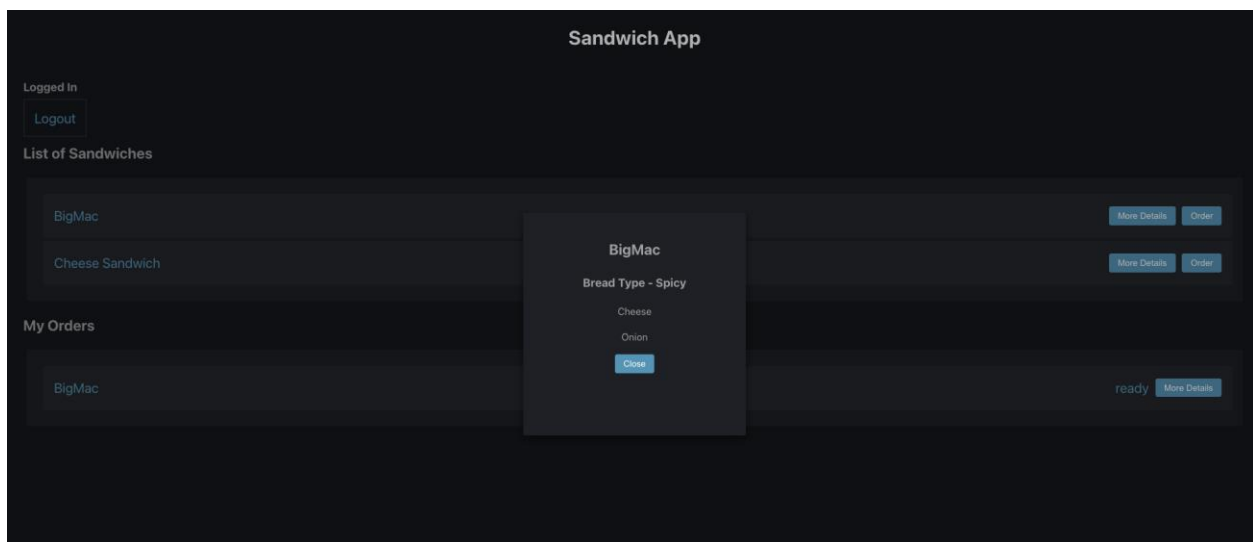 Sandwich App
Logged In
Logout
List of Sandwiches
BigMac More Details Order
Cheese Sandwich More Details Order
BigMac
Bread Type - Spicy
Cheese
Onion
Close
My Orders
BigMac ready More Details